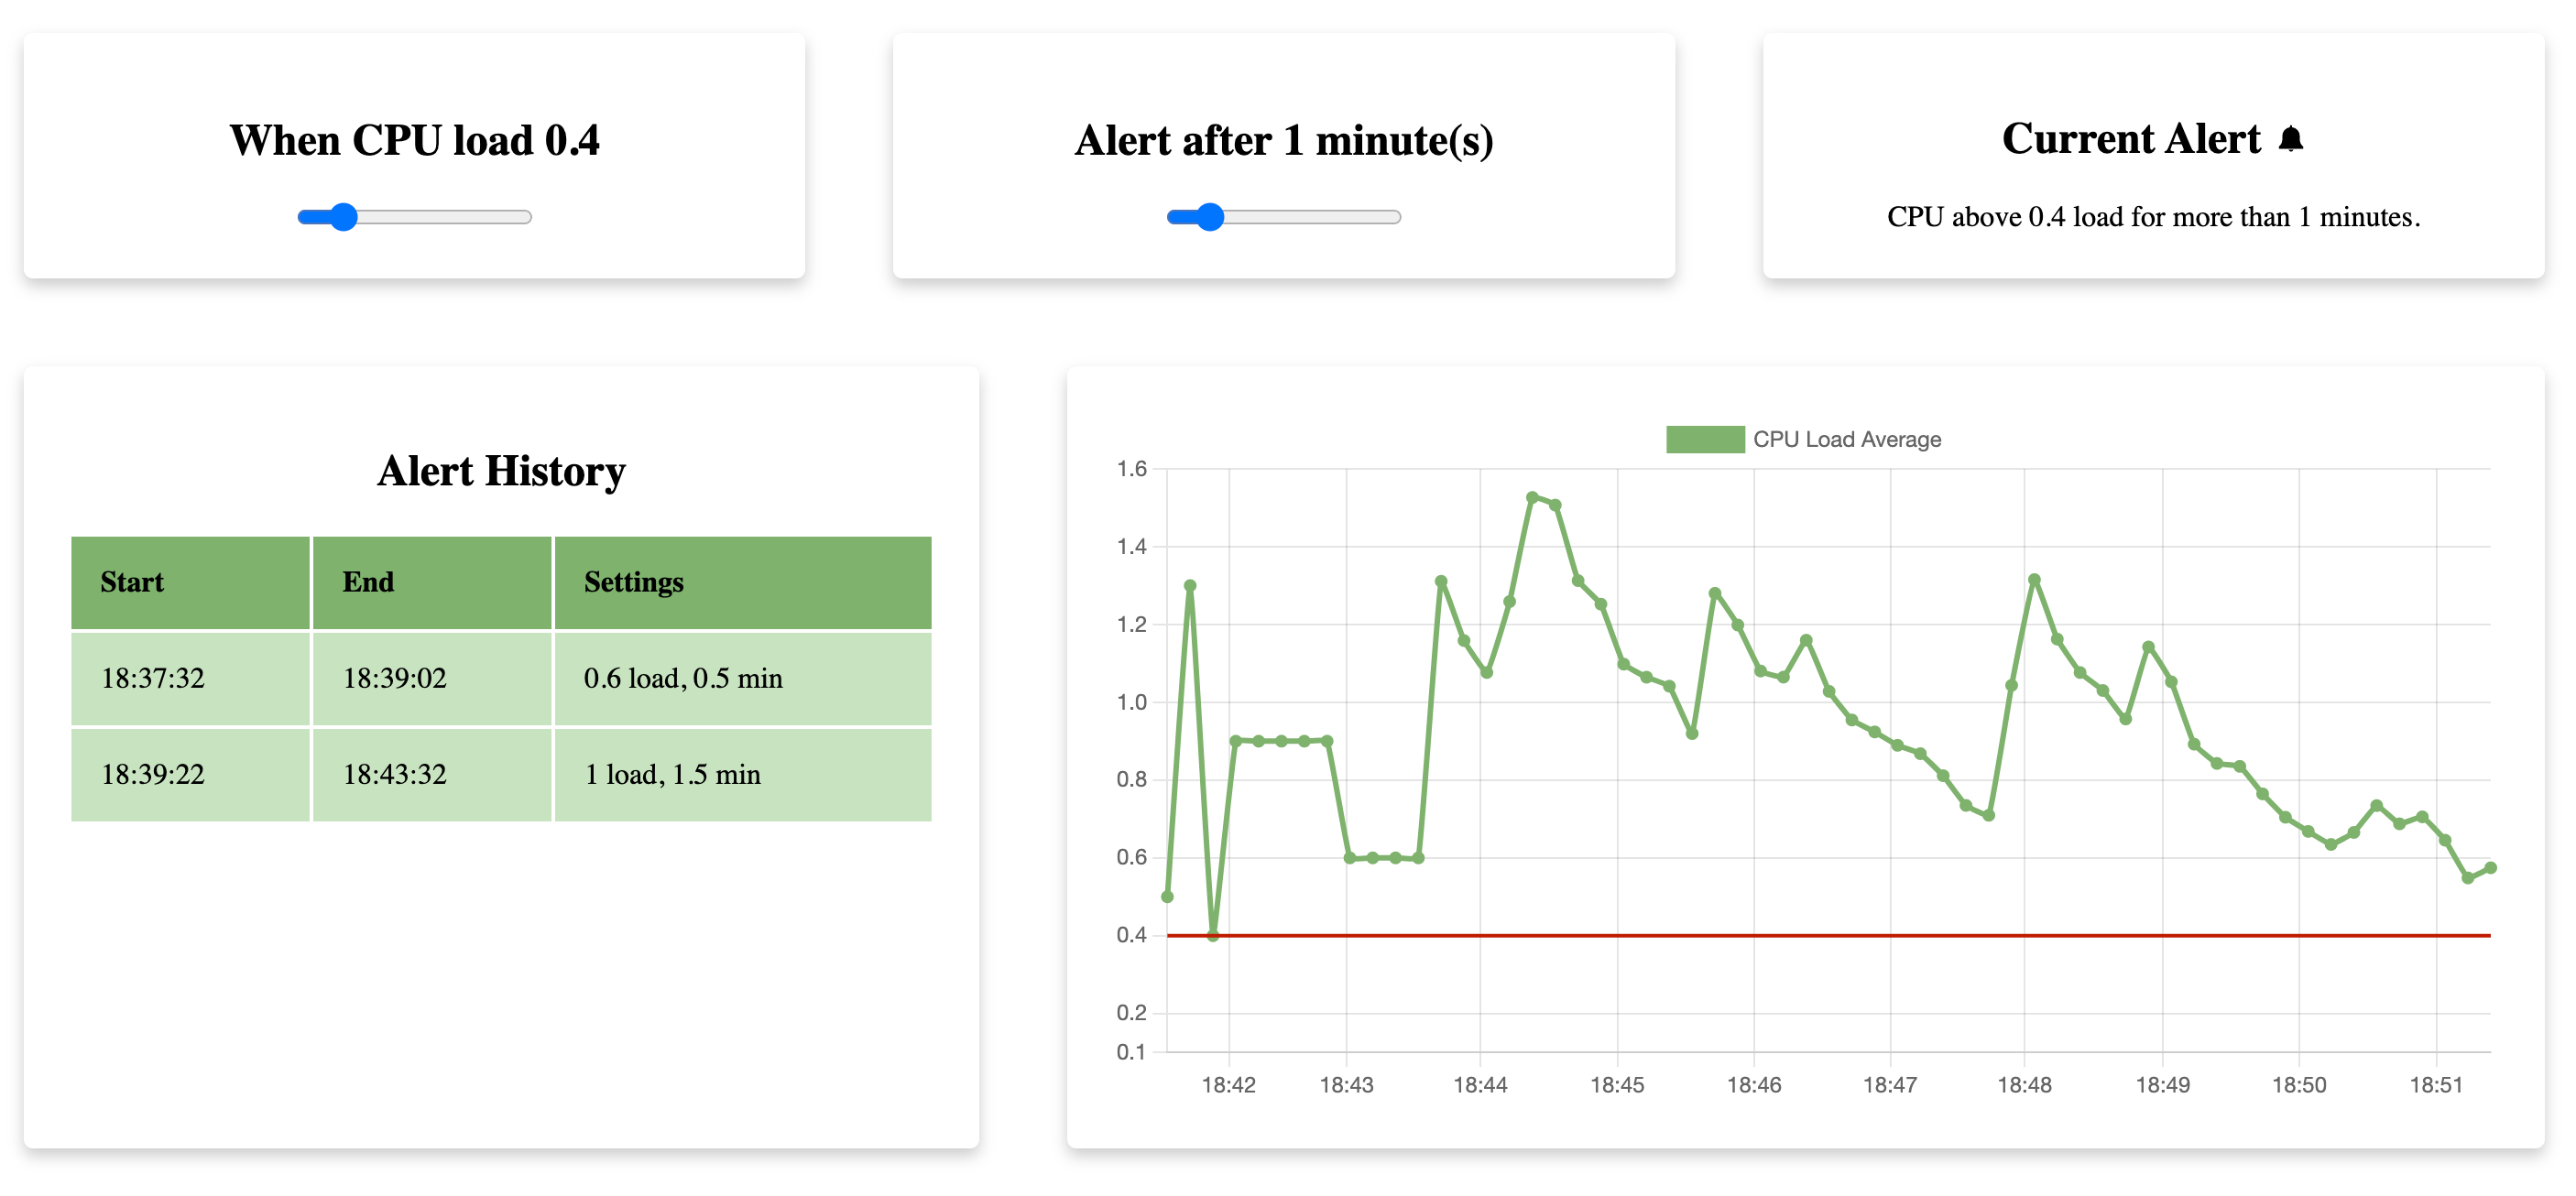 When CPU load 0.4
Alert after 1 minute(s)
Current Alert
CPU above 0.4 load for more than 1 minutes.
Alert History
Start End Settings
18:37:32 18:39:02 0.6 load, 0.5 min
18:39:22 18:43:32 1 load, 1.5 min
CPU Load Average
1.6
1.4
1.2
1.0
0.8
0.6
0.4
0.2
0.1
18:42 18:43 18:44 18:45 18:46 18:47 18:48 18:49 18:50 18:51